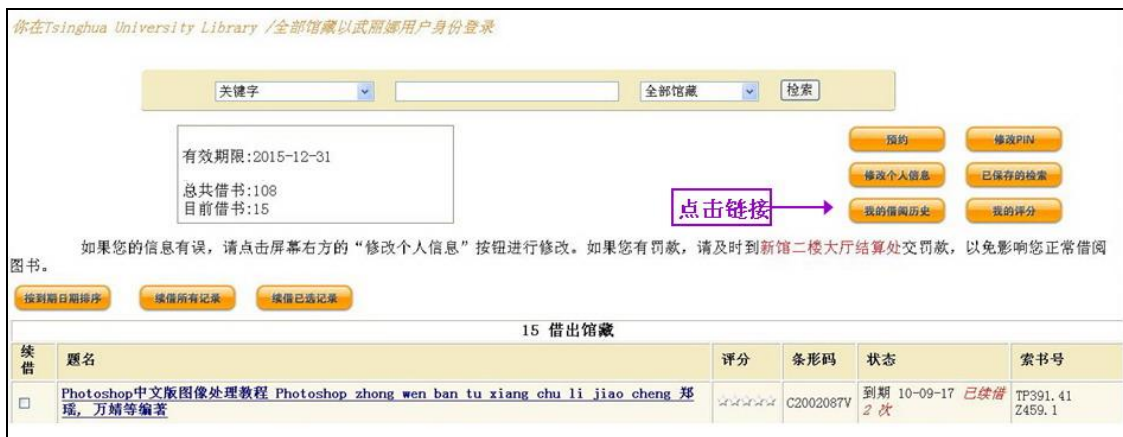 你在Tsinghua University Library /全部馆藏以武丽娜用户身份登录
关键字 全部馆藏 检索
有效期限:2015-12-31
总共借书:108
目前借书:15
预约 修改PIN
修改个人信息 已保存的检索
点击链接 我的借阅历史 我的评分
如果您的信息有误，请点击屏幕右方的“修改个人信息”按钮进行修改。如果您有罚款，请及时到新馆二楼大厅结算处交罚款，以免影响您正常借阅
图书。
按到期日期排序 续借所有记录 续借已选记录
15 借出馆藏
续借 题名 评分 条形码 状态 索书号
Photoshop中文版图像处理教程 Photoshop zhong wen ban tu xiang chu li jiao cheng 郑
瑶, 万婧等编著
C2002087V
到期 10-09-17 已续借
2 次
TP391.41
Z459.1